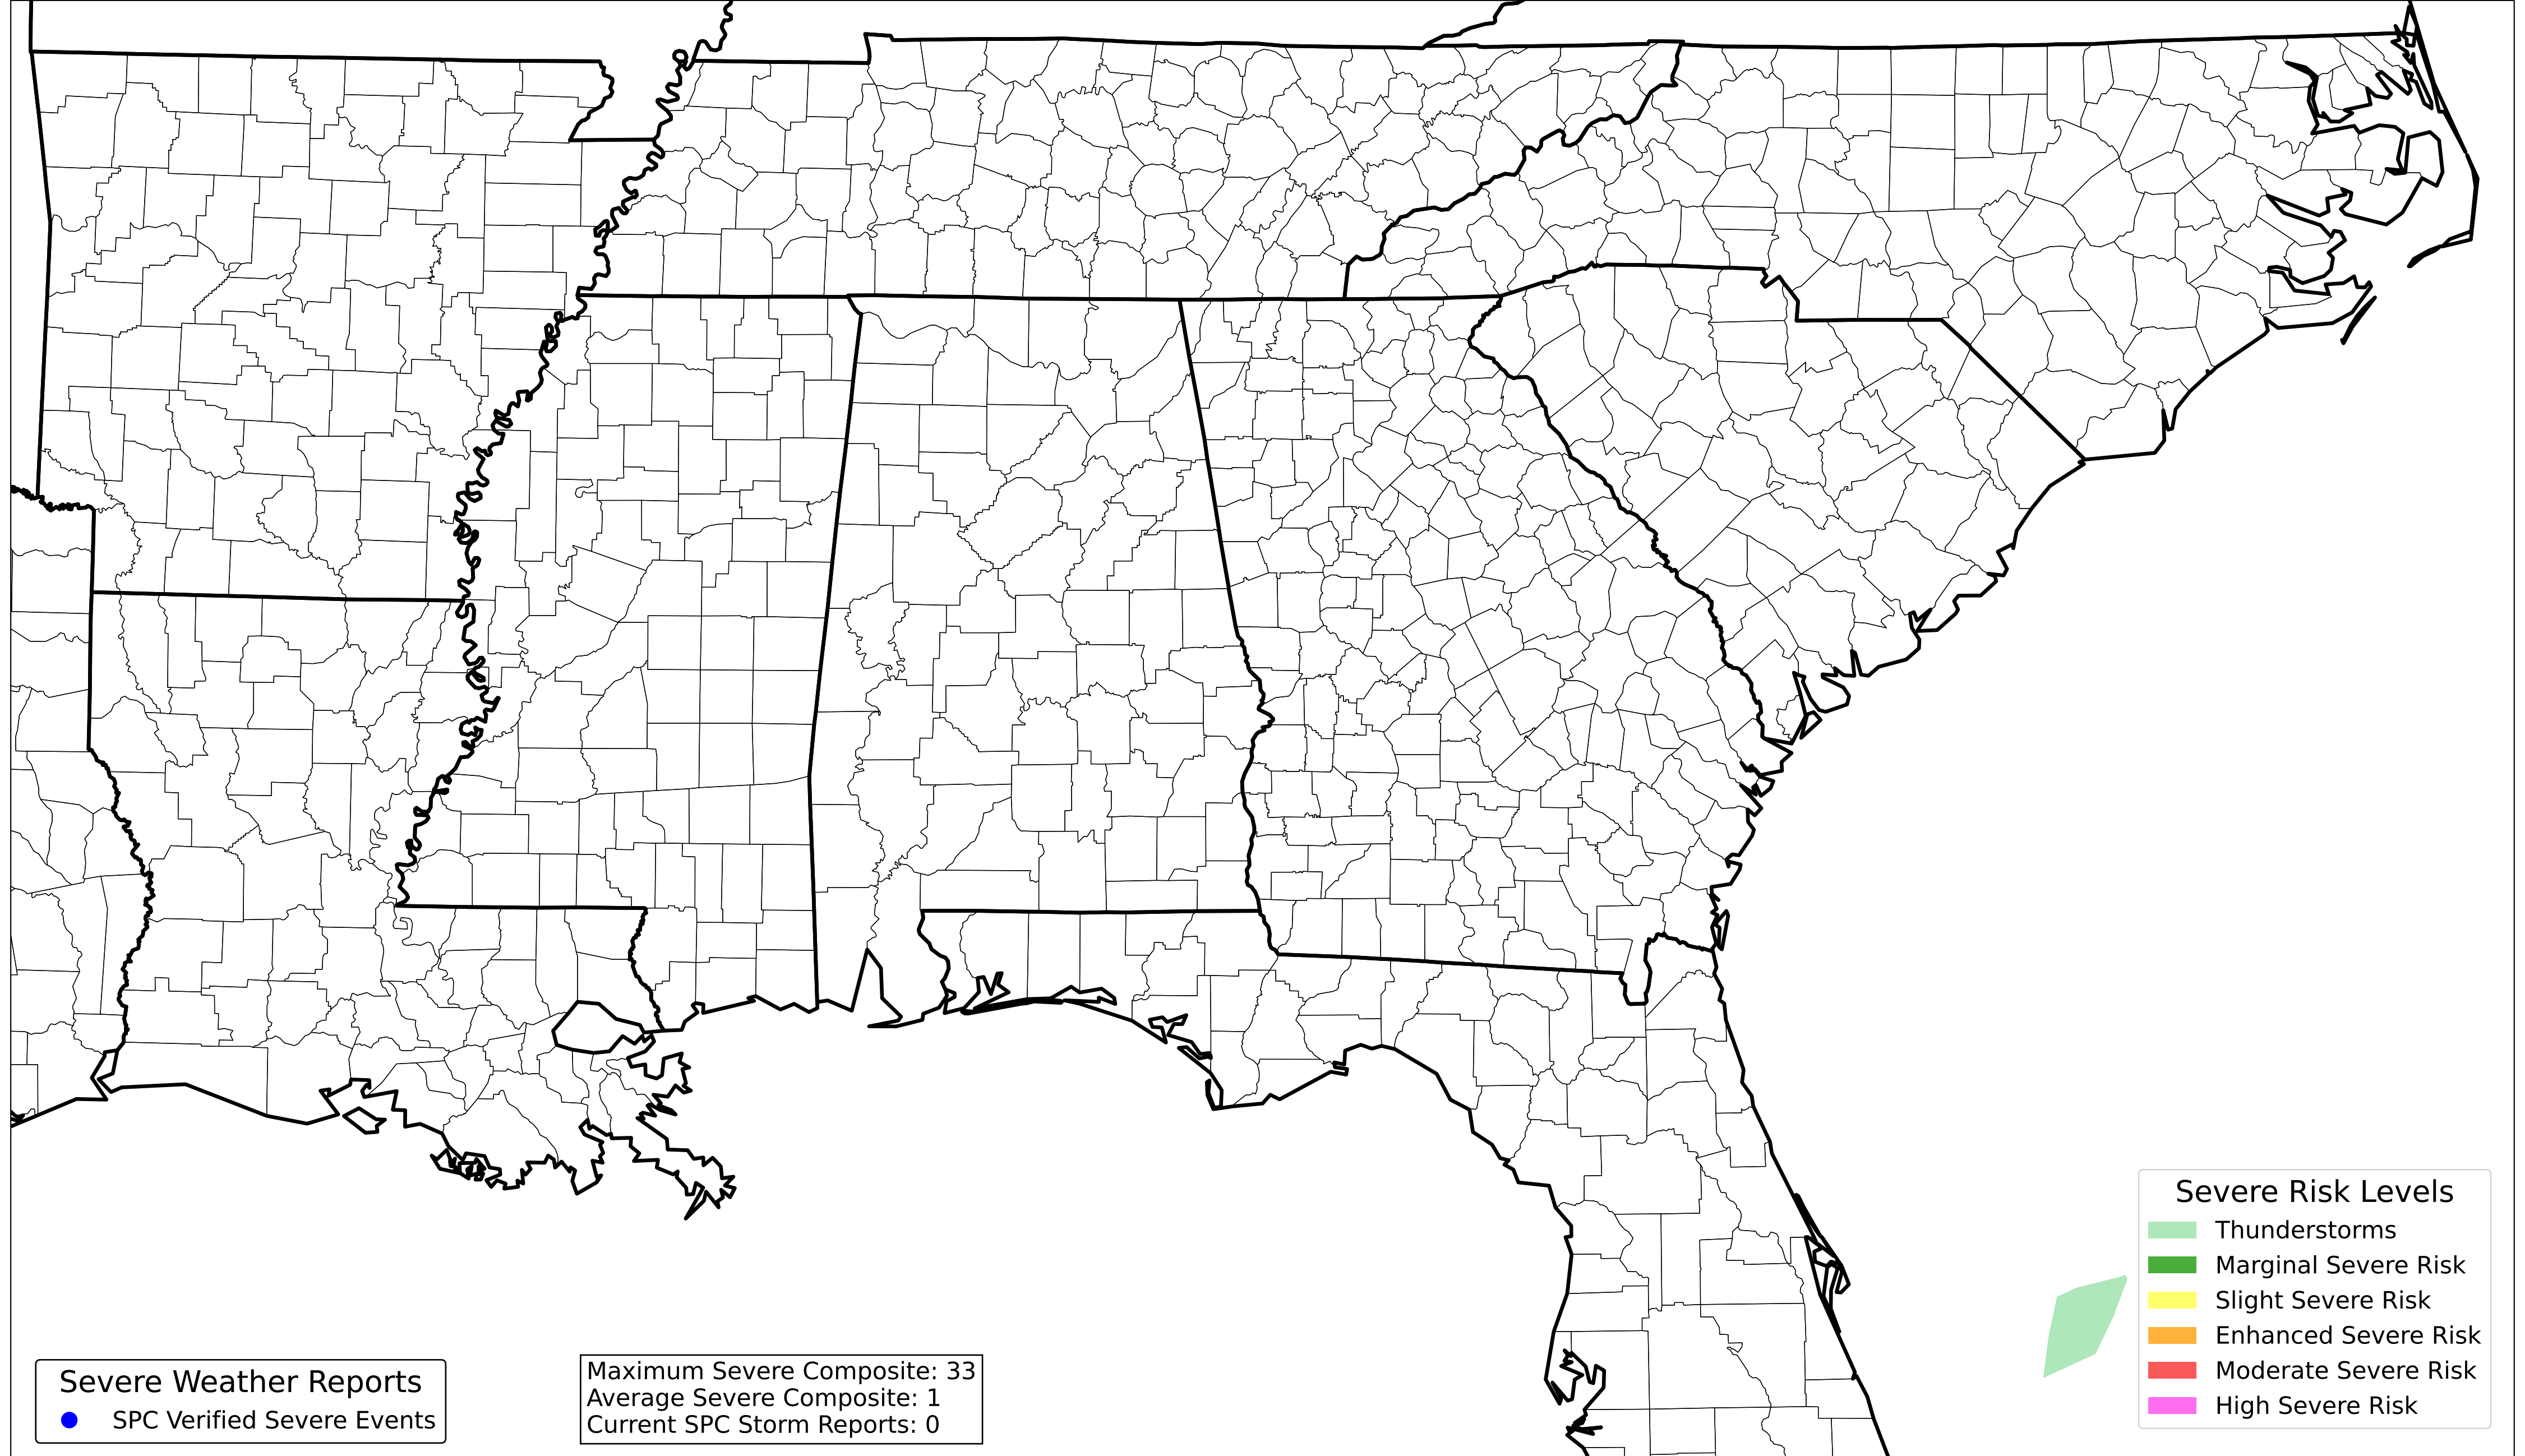 Severe Weather Reports
SPC Verified Severe Events
Maximum Severe Composite: 33
Average Severe Composite: 1
Current SPC Storm Reports: 0
Severe Risk Levels
Thunderstorms
Marginal Severe Risk
Slight Severe Risk
Enhanced Severe Risk
Moderate Severe Risk
High Severe Risk